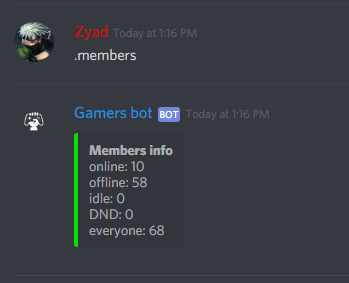 Zyad Today at 1:16 PM
.members
Gamers bot BOT Today at 1:16 PM
Members info
online: 10
offline: 58
idle: 0
DND: 0
everyone: 68